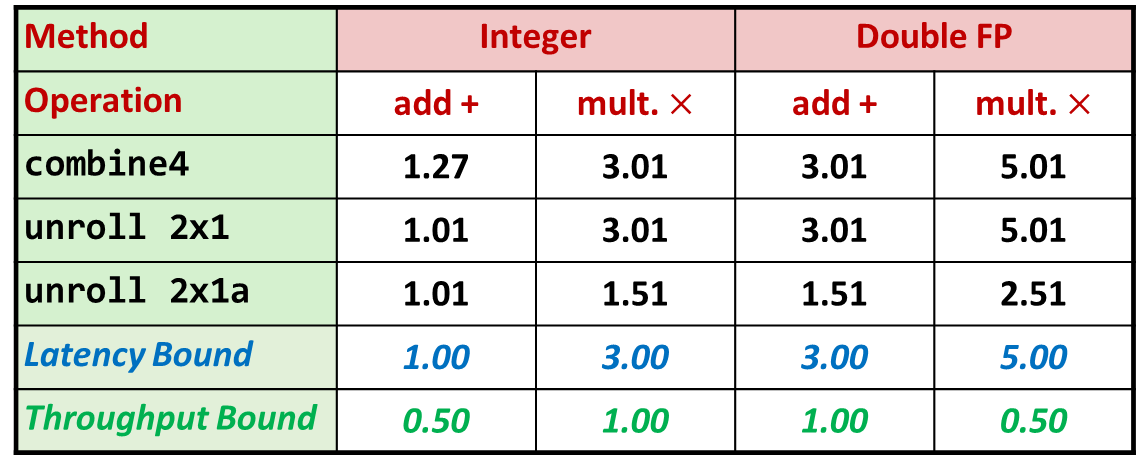 Method Integer Double FP
Operation add + mult. × add + mult. ×
combine4 1.27 3.01 3.01 5.01
unroll 2x1 1.01 3.01 3.01 5.01
unroll 2x1a 1.01 1.51 1.51 2.51
Latency Bound 1.00 3.00 3.00 5.00
Throughput Bound 0.50 1.00 1.00 0.50